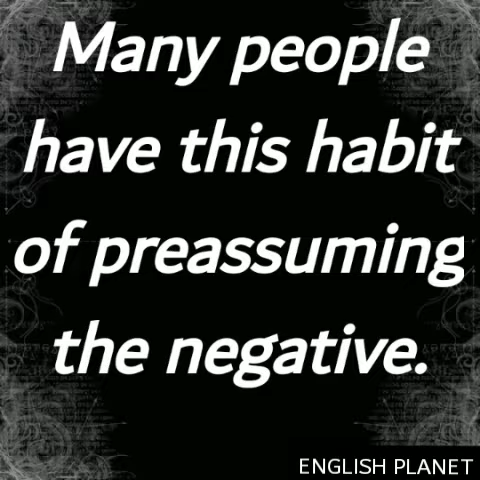 Many people
have this habit
of preassuming
the negative.
ENGLISH PLANET